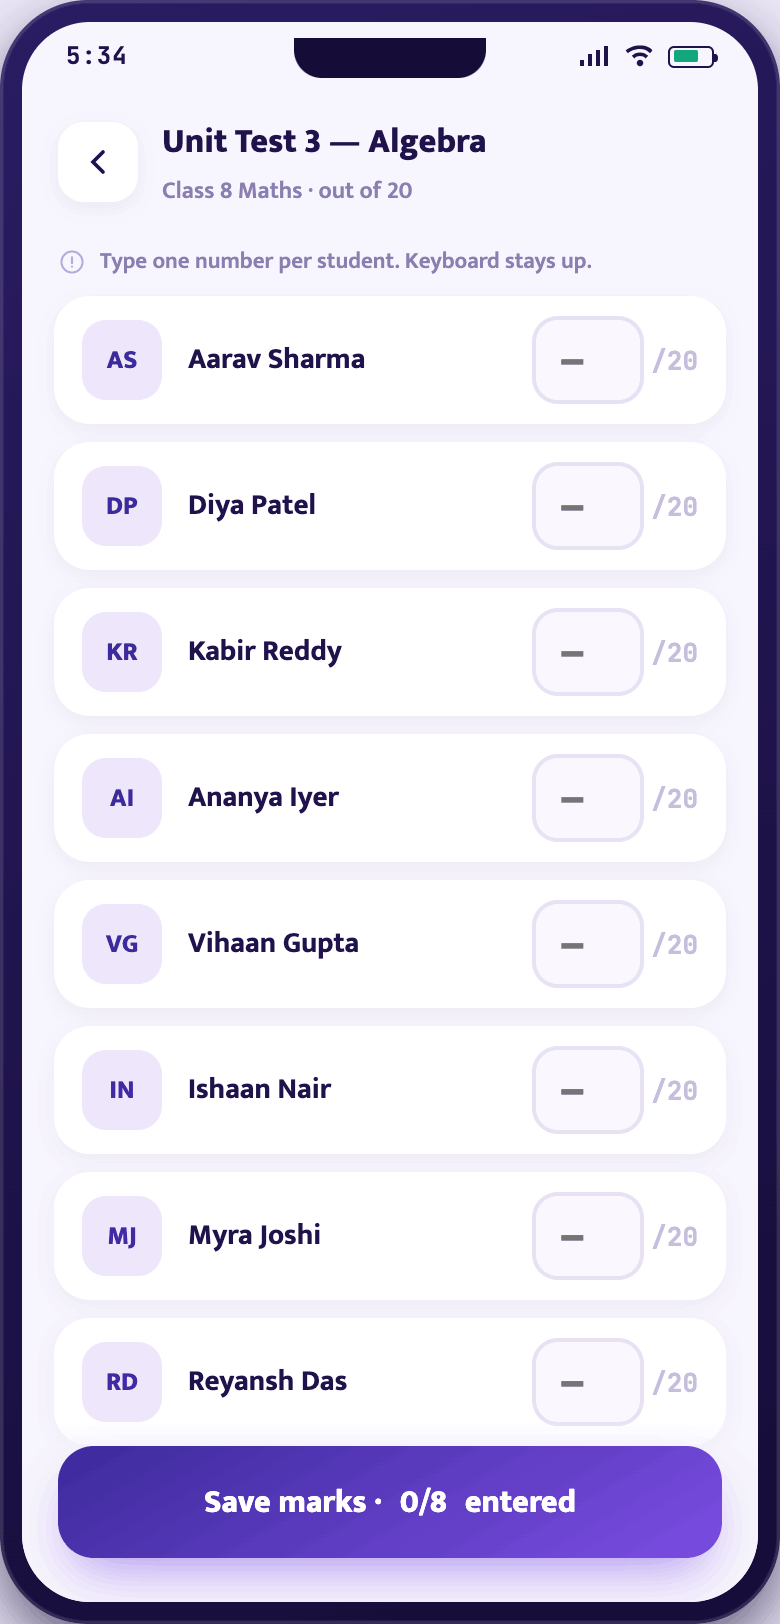 5:34
Unit Test 3 — Algebra
Class 8 Maths · out of 20
Type one number per student. Keyboard stays up.
AS Aarav Sharma – /20
DP Diya Patel – /20
KR Kabir Reddy – /20
AI Ananya Iyer – /20
VG Vihaan Gupta – /20
IN Ishaan Nair – /20
MJ Myra Joshi – /20
RD Reyansh Das – /20
Save marks · 0/8 entered